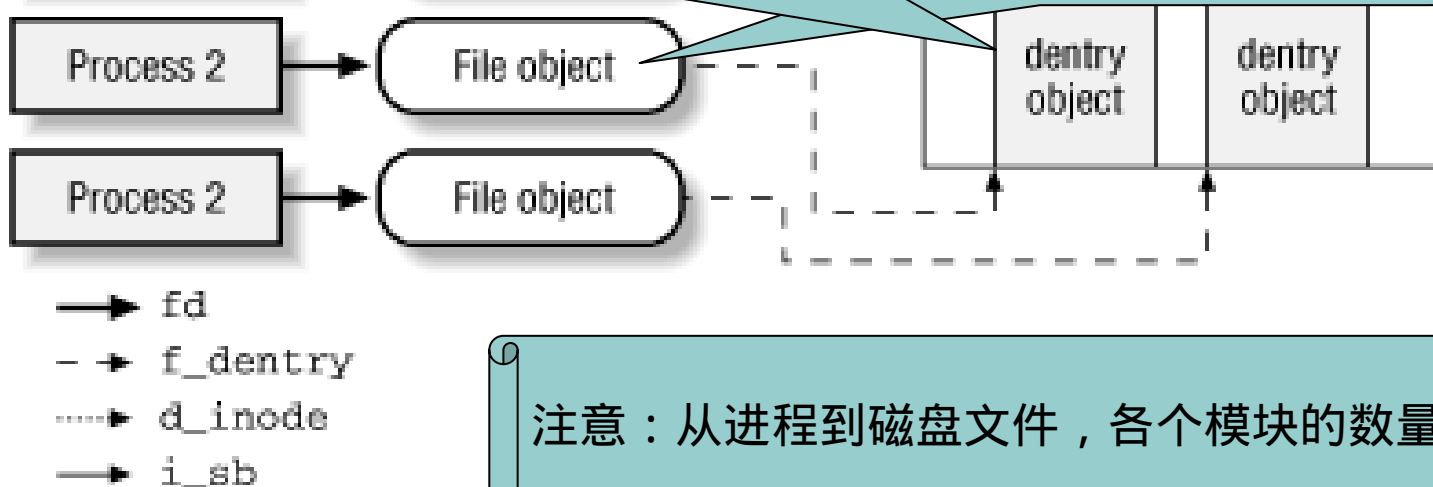 Process 2
File object
dentry
object
dentry
object
Process 2
File object
fd
f_dentry
d_inode
i_sb
注意：从进程到磁盘文件，各个模块的数量